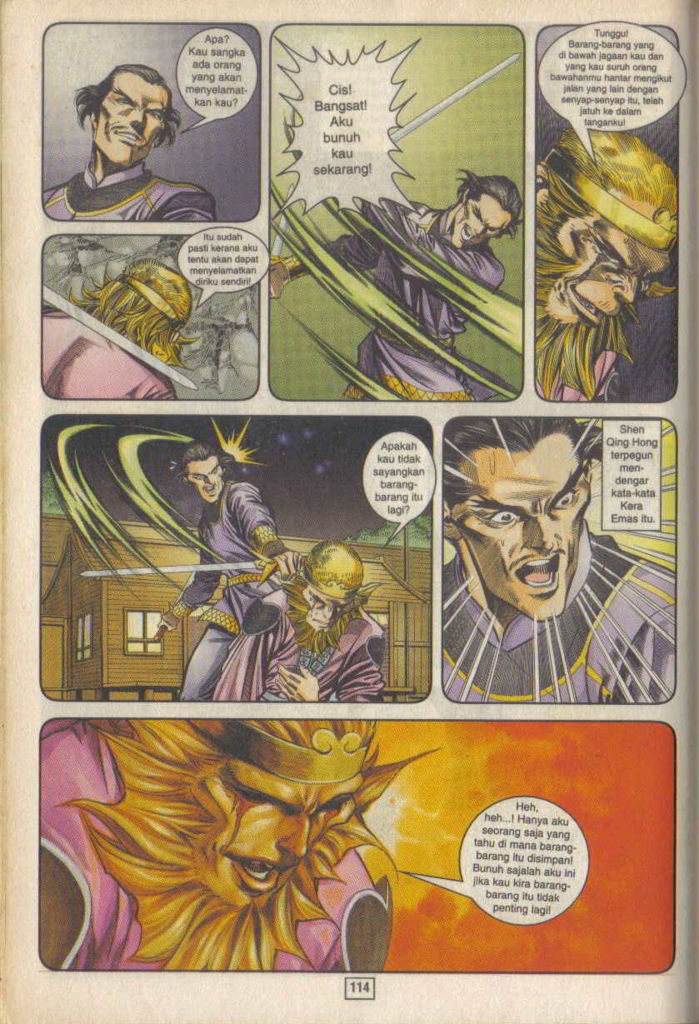 Apa?
Kau sangka
ada orang
yang akan
menyelamat-
kan kau?
Itu sudah
pasti kerana aku
tentu akan dapat
menyelamatkan
diriku sendiri!
Cis!
Bangsat!
Aku
bunuh
kau
sekarang!
Tunggu!
Barang-barang yang
di bawah jagaan kau dan
yang kau suruh orang
bawahanmu hantar mengikut
jalan yang lain dengan
senyap-senyap itu, telah
jatuh ke dalam
tanganku!
Apakah
kau tidak
sayangkan
barang-
barang itu
lagi?
Shen
Qing Hong
terpegun
men-
dengar
kata-kata
Kera
Emas itu.
Heh,
heh...! Hanya aku
seorang saja yang
tahu di mana barang-
barang itu disimpan!
Bunuh sajalah aku ini
jika kau kira barang-
barang itu tidak
penting lagi!
114